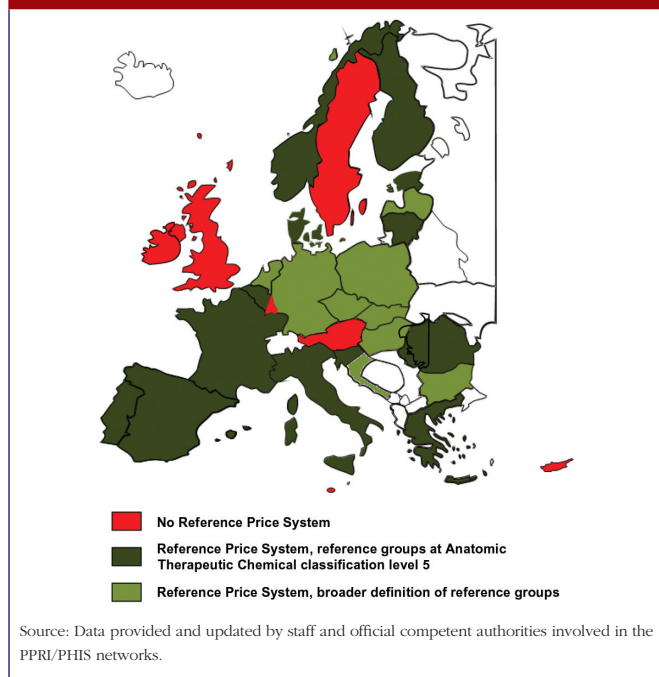 No Reference Price System
Reference Price System, reference groups at Anatomic
Therapeutic Chemical classification level 5
Reference Price System, broader definition of reference groups
Source: Data provided and updated by staff and official competent authorities involved in the
PPRI/PHIS networks.